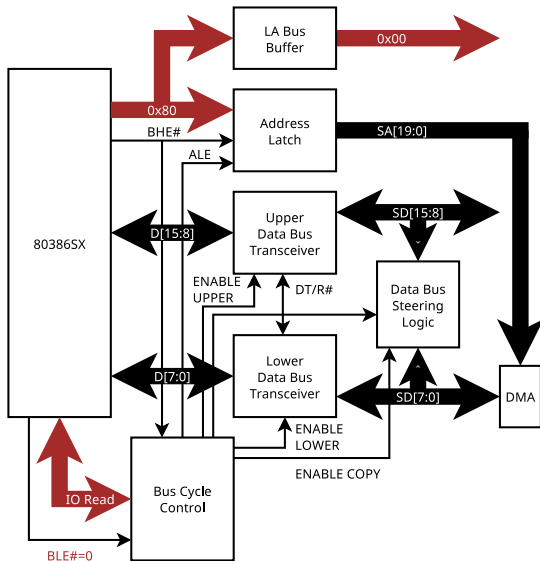 LA Bus
Buffer
0x00
0x80
BHE#
Address
Latch
SA[19:0]
ALE
80386SX
D[15:8]
Upper
Data Bus
Transceiver
SD[15:8]
ENABLE
UPPER
DT/R#
Data Bus
Steering
Logic
D[7:0]
Lower
Data Bus
Transceiver
SD[7:0]
DMA
ENABLE
LOWER
ENABLE COPY
IO Read
Bus Cycle
Control
BLE#=0